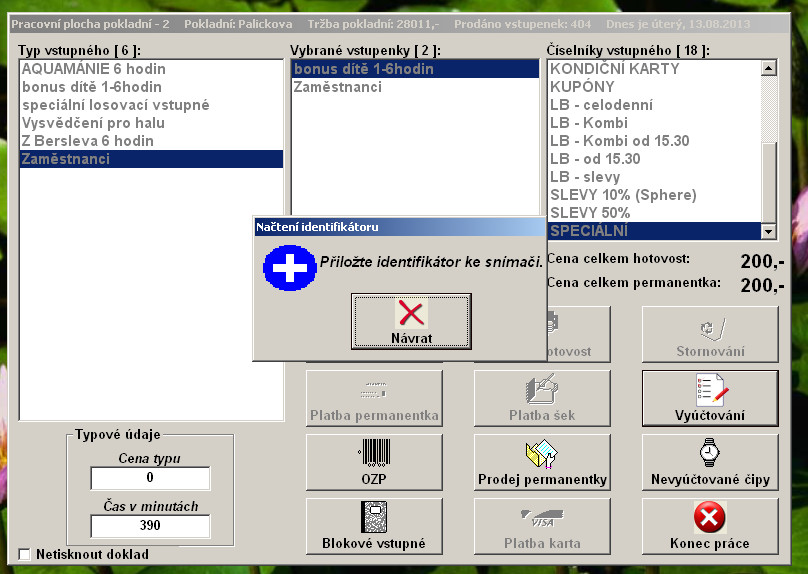 Pracovní plocha pokladní - 2 Pokladní: Palickova Tržba pokladní: 28011,- Prodáno vstupenek: 404 Dnes je úterý, 13.08.2013
Typ vstupného [ 6 ]:
AQUAMÁNIE 6 hodin
bonus dítě 1-6hodin
speciální losovací vstupné
Vysvědčení pro halu
Z Bersleva 6 hodin
Zaměstnanci
Vybrané vstupenky [ 2 ]:
bonus dítě 1-6hodin
Zaměstnanci
Číselníky vstupného [ 18 ]:
KONDIČNÍ KARTY
KUPÓNY
LB - celodenní
LB - Kombi
LB - Kombi od 15.30
LB - od 15.30
LB - slevy
SLEVY 10% (Sphere)
SLEVY 50%
SPECIÁLNÍ
Načtení identifikátoru
Přiložte identifikátor ke snímači.
Návrat
Cena celkem hotovost: 200,-
Cena celkem permanentka: 200,-
hotovost
Stornování
Platba permanentka
Platba šek
Vyúčtování
OZP
Prodej permanentky
Nevyúčtované čipy
Blokové vstupné
VISA
Platba karta
Konec práce
Typové údaje
Cena typu
0
Čas v minutách
390
Netisknout doklad